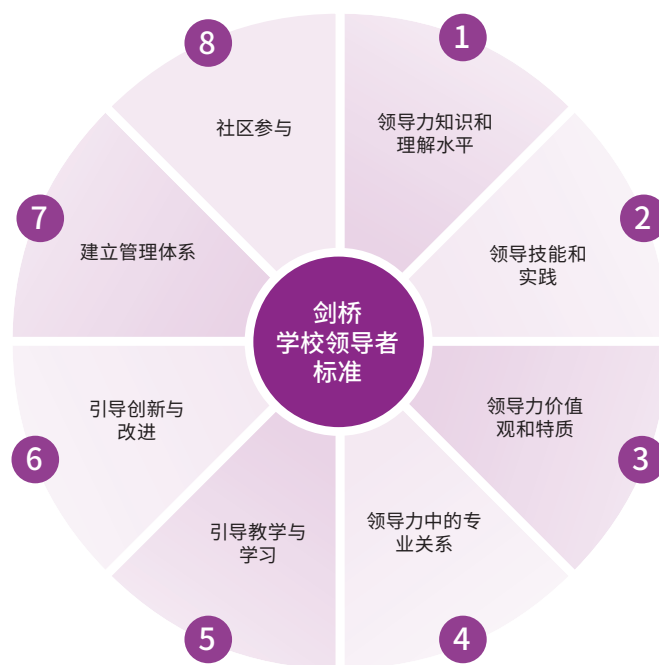 剑桥
学校领导者
标准
1
领导力知识和
理解水平
2
领导技能和
实践
3
领导力价值
观和特质
4
领导力中的专
业关系
5
引导教学与
学习
6
引导创新与
改进
7
建立管理体系
8
社区参与